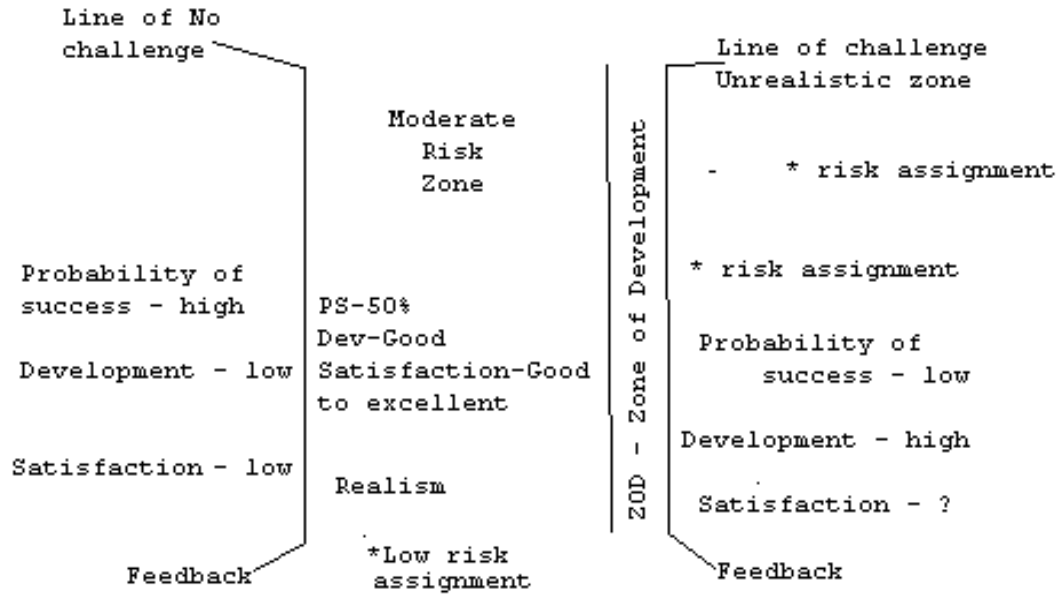 Line of No
challenge
Line of challenge
Unrealistic zone
Moderate
Risk
Zone
- * risk assignment
* risk assignment
Probability of
success - high
Development - low
Satisfaction - low
Feedback
PS-50%
Dev-Good
Satisfaction-Good
to excellent
Realism
*Low risk
assignment
ZOD - Zone of Development
Probability of
success - low
Development - high
Satisfaction - ?
Feedback